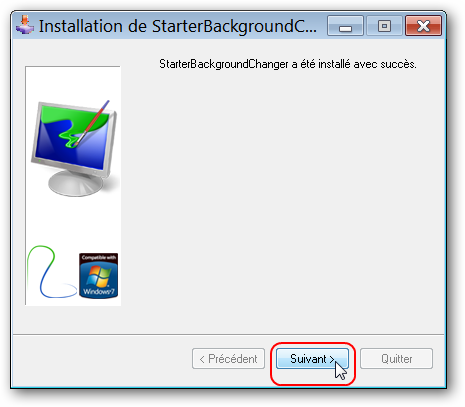 Installation de StarterBackgroundC...
StarterBackgroundChanger a été installé avec succès.
Compatible with
Windows 7
< Précédent
Suivant >
Quitter